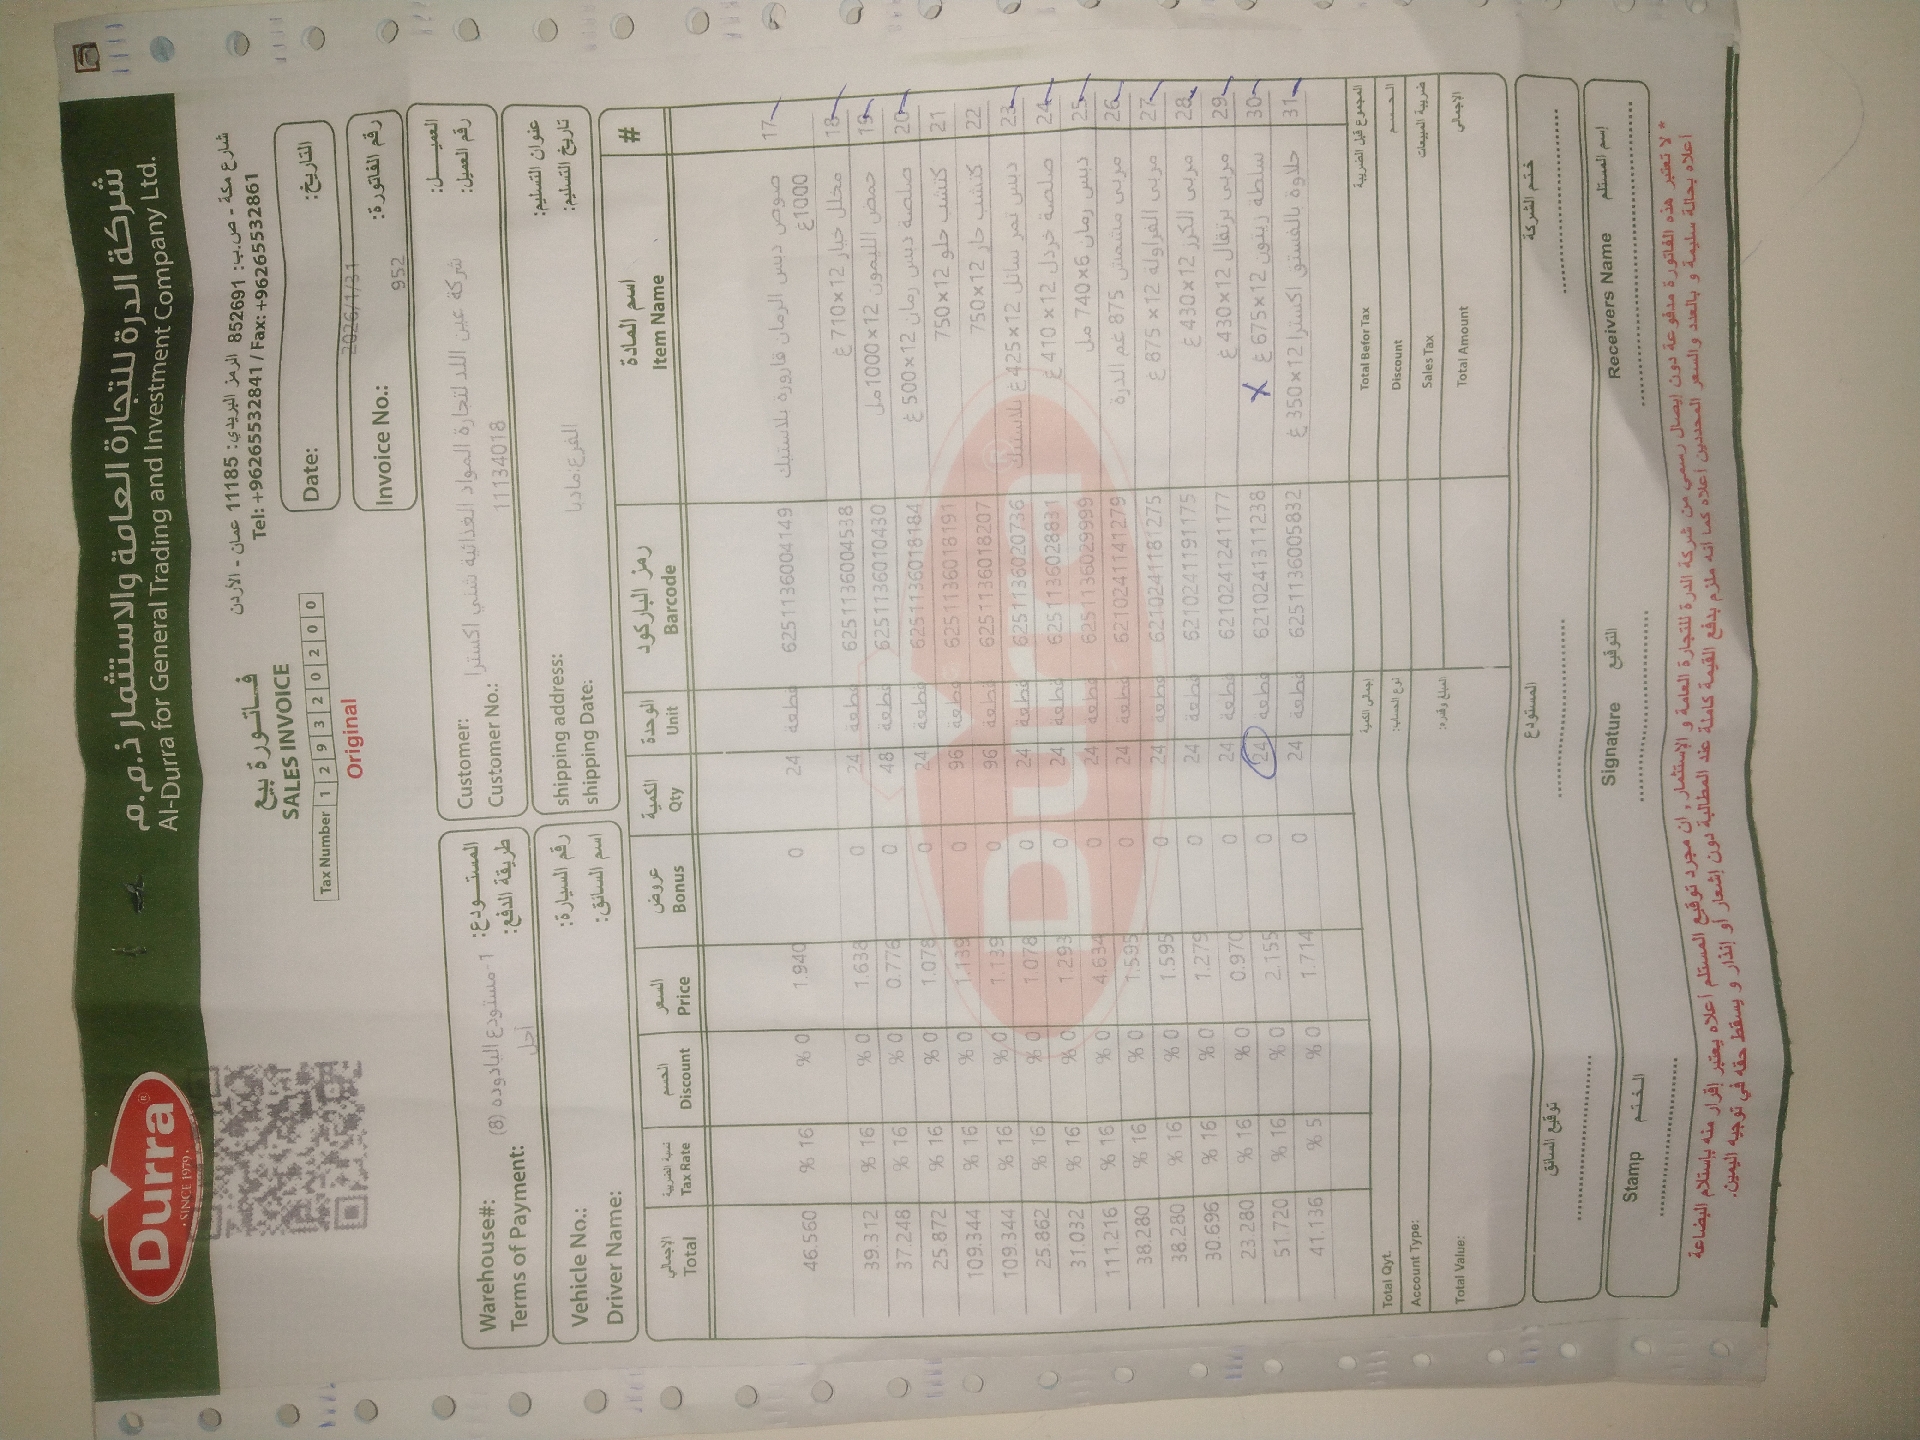 Durra
SINCE 1979
شركة الدرة للتجارة العامة والاستثمار ذ.م.م
Al-Durra for General Trading and Investment Company Ltd.
شارع مكة - ص.ب: 852691 الرمز البريدي: 11185 عمان - الأردن
Tel: +96265532841 / Fax: +96265532861
فاتورة بيع
SALES INVOICE
Tax Number 1 2 9 3 2 0 2 0 0
Original
Date: 2026/1/31 التاريخ:
Invoice No.: 952 رقم الفاتورة:
Customer: شركة عين اللد لتجارة المواد الغذائية شني اكسترا العميل:
Customer No.: 11134018 رقم العميل:
Warehouse#: 1-مستودع اليادوده (8) المستودع:
Terms of Payment: آجل طريقة الدفع:
shipping address: الفرع:مادبا عنوان التسليم:
shipping Date: تاريخ التسليم:
Vehicle No.: رقم السيارة:
Driver Name: اسم السائق:
الإجمالي نسبة الضريبة الحسم السعر عروض الكمية الوحدة رمز الباركود اسم المادة #
Total Tax Rate Discount Price Bonus Qty Unit Barcode Item Name
46.560 % 16 % 0 1.940 0 24 قطعة 6251136004149 صوص دبس الرمان قارورة بلاستيك 1000غ 17
39.312 % 16 % 0 1.638 0 24 قطعة 6251136004538 مخلل خيار 12×710 غ 18
37.248 % 16 % 0 0.776 0 48 قطعة 6251136010430 حمض الليمون 12×1000مل 19
25.872 % 16 % 0 1.078 0 24 قطعة 6251136018184 صلصة دبس رمان 12×500 غ 20
109.344 % 16 % 0 1.139 0 96 قطعة 6251136018191 كتشب حلو 12×750 21
109.344 % 16 % 0 1.139 0 96 قطعة 6251136018207 كتشب حار 12×750 22
25.862 % 16 % 0 1.078 0 24 قطعة 6251136020736 دبس تمر سائل 12×425 غ بلاستيك 23
31.032 % 16 % 0 1.293 0 24 قطعة 6251136028831 صلصة خردل 12×410 غ 24
111.216 % 16 % 0 4.634 0 24 قطعة 6251136029999 دبس رمان 6×740 مل 25
38.280 % 16 % 0 1.595 0 24 قطعة 6210241141279 مربى مشمش 875 غم الدرة 26
38.280 % 16 % 0 1.595 0 24 قطعة 6210241181275 مربى الفراولة 12×875 غ 27
30.696 % 16 % 0 1.279 0 24 قطعة 6210241191175 مربى الكرز 12×430 غ 28
23.280 % 16 % 0 0.970 0 24 قطعة 6210241241177 مربى برتقال 12×430 غ 29
51.720 % 16 % 0 2.155 0 24 قطعة 6210241311238 سلطة زيتون 12×675 غ X 30
41.136 % 5 % 0 1.714 0 24 قطعة 6251136005832 حلاوة بالفستق اكسترا 12×350 غ 31
Total Qyt. إجمالي الكمية Total Befor Tax المجموع قبل الضريبة
Account Type: نوع الحساب: Discount الحسم
Sales Tax ضريبة المبيعات
Total Value: المبلغ وقدره: Total Amount الإجمالي
توقيع السائق المستودع ختم الشركة
Stamp الختم Signature التوقيع Receivers Name إسم المستلم
* لا تعتبر هذه الفاتورة مدفوعة بدون إيصال رسمي من شركة الدرة للتجارة العامة و الإستثمار , إن مجرد توقيع المستلم أعلاه يعتبر إقرار منه بإستلام البضاعة
أعلاه بحالة سليمة و بالعدد والسعر المحددين أعلاه كما أنه ملزم بدفع القيمة كاملة عند المطالبة دون إشعار أو إنذار و يسقط حقه في توجيه اليمين.